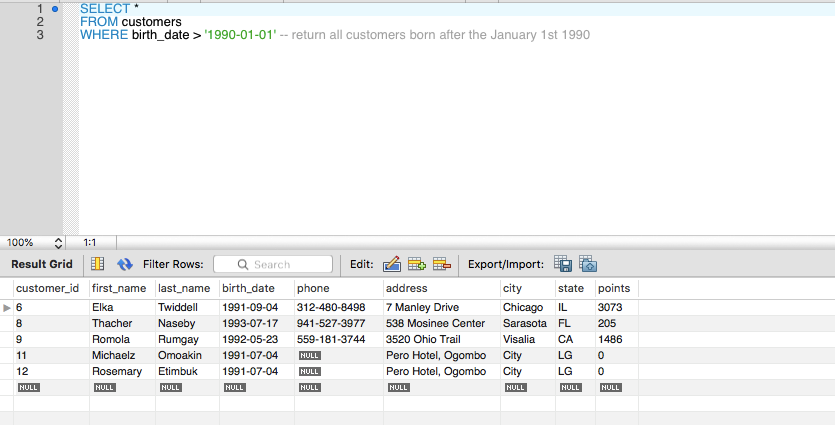 1 SELECT *
2 FROM customers
3 WHERE birth_date > '1990-01-01' -- return all customers born after the January 1st 1990
100% 1:1
Result Grid Filter Rows: Search Edit: Export/Import:
customer_id first_name last_name birth_date phone address city state points
6 Elka Twiddell 1991-09-04 312-480-8498 7 Manley Drive Chicago IL 3073
8 Thacher Naseby 1993-07-17 941-527-3977 538 Mosinee Center Sarasota FL 205
9 Romola Rumgay 1992-05-23 559-181-3744 3520 Ohio Trail Visalia CA 1486
11 Michaelz Omoakin 1991-07-04 NULL Pero Hotel, Ogombo City LG 0
12 Rosemary Etimbuk 1991-07-04 NULL Pero Hotel, Ogombo City LG 0
NULL NULL NULL NULL NULL NULL NULL NULL NULL